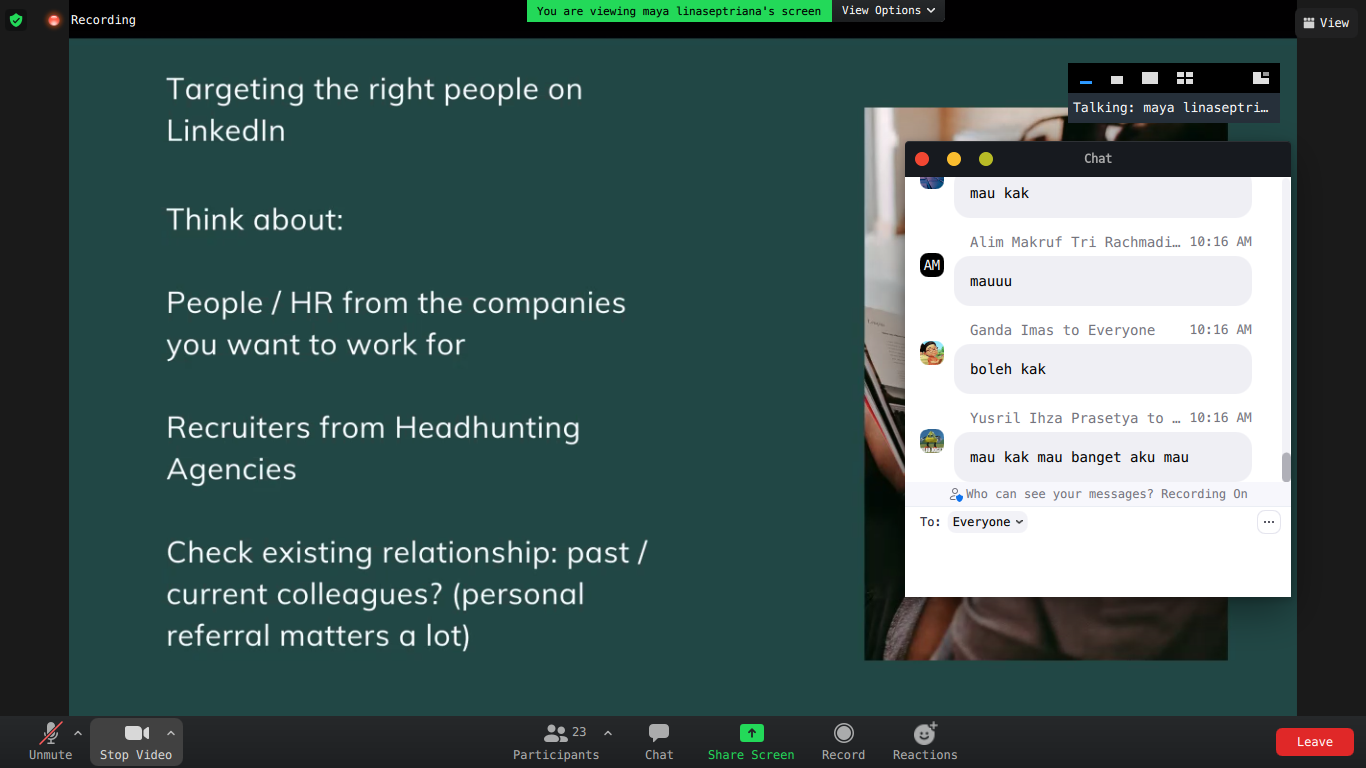 Recording
You are viewing maya linaseptriana's screen
View Options
View
Targeting the right people on
LinkedIn
Think about:
People / HR from the companies
you want to work for
Recruiters from Headhunting
Agencies
Check existing relationship: past /
current colleagues? (personal
referral matters a lot)
Talking: maya linaseptri…
Chat
mau kak
Alim Makruf Tri Rachmadi… 10:16 AM
AM
mauuu
Ganda Imas to Everyone 10:16 AM
boleh kak
Yusril Ihza Prasetya to … 10:16 AM
mau kak mau banget aku mau
Who can see your messages? Recording On
To: Everyone
Unmute
Stop Video
23
Participants
Chat
Share Screen
Record
Reactions
Leave